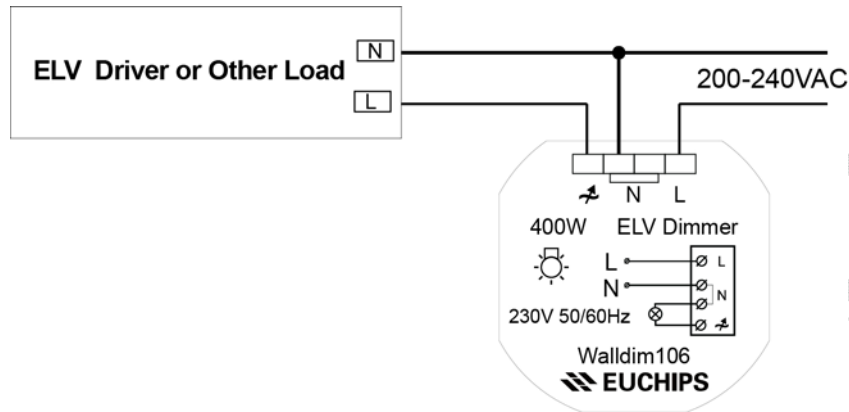 N
ELV Driver or Other Load
200-240VAC
L
N L
400W ELV Dimmer
L L
N N
230V 50/60Hz
Walldim106
EUCHIPS